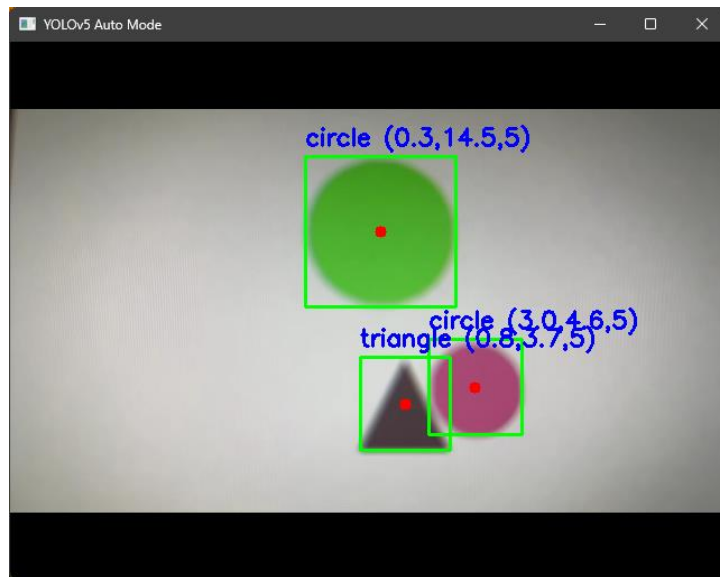 YOLOv5 Auto Mode
circle (0.3,14.5,5)
circle (3.0,4.6,5)
triangle (0.8,3.7,5)